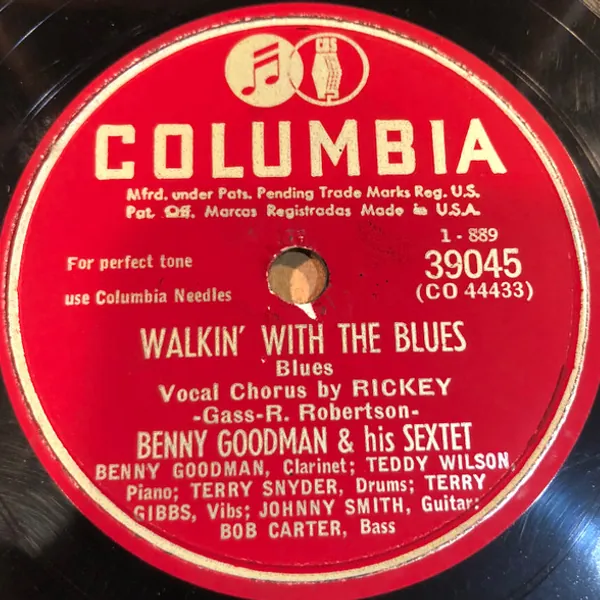 CBS
COLUMBIA
Mfrd. under Pats. Pending Trade Marks Reg. U.S.
Pat. Off. Marcas Registradas Made in U.S.A.
1 - 889
For perfect tone
39045
use Columbia Needles
(CO 44433)
WALKIN' WITH THE BLUES
Blues
Vocal Chorus by RICKEY
-Gass-R. Robertson-
BENNY GOODMAN & his SEXTET
BENNY GOODMAN, Clarinet; TEDDY WILSON,
Piano; TERRY SNYDER, Drums; TERRY
GIBBS, Vibs; JOHNNY SMITH, Guitar;
BOB CARTER, Bass